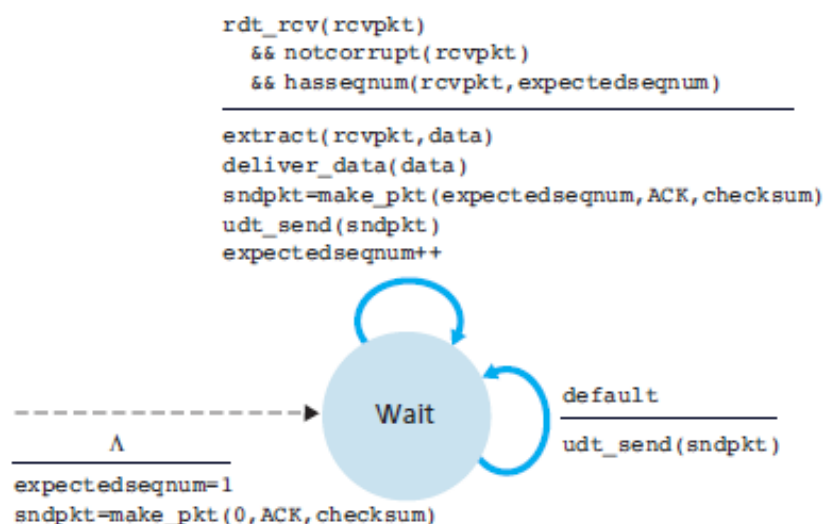 rdt_rcv(rcvpkt)
&& notcorrupt(rcvpkt)
&& hasseqnum(rcvpkt,expectedseqnum)
extract(rcvpkt,data)
deliver_data(data)
sndpkt=make_pkt(expectedseqnum,ACK,checksum)
udt_send(sndpkt)
expectedseqnum++
Wait
default
udt_send(sndpkt)
Λ
expectedseqnum=1
sndpkt=make_pkt(0,ACK,checksum)